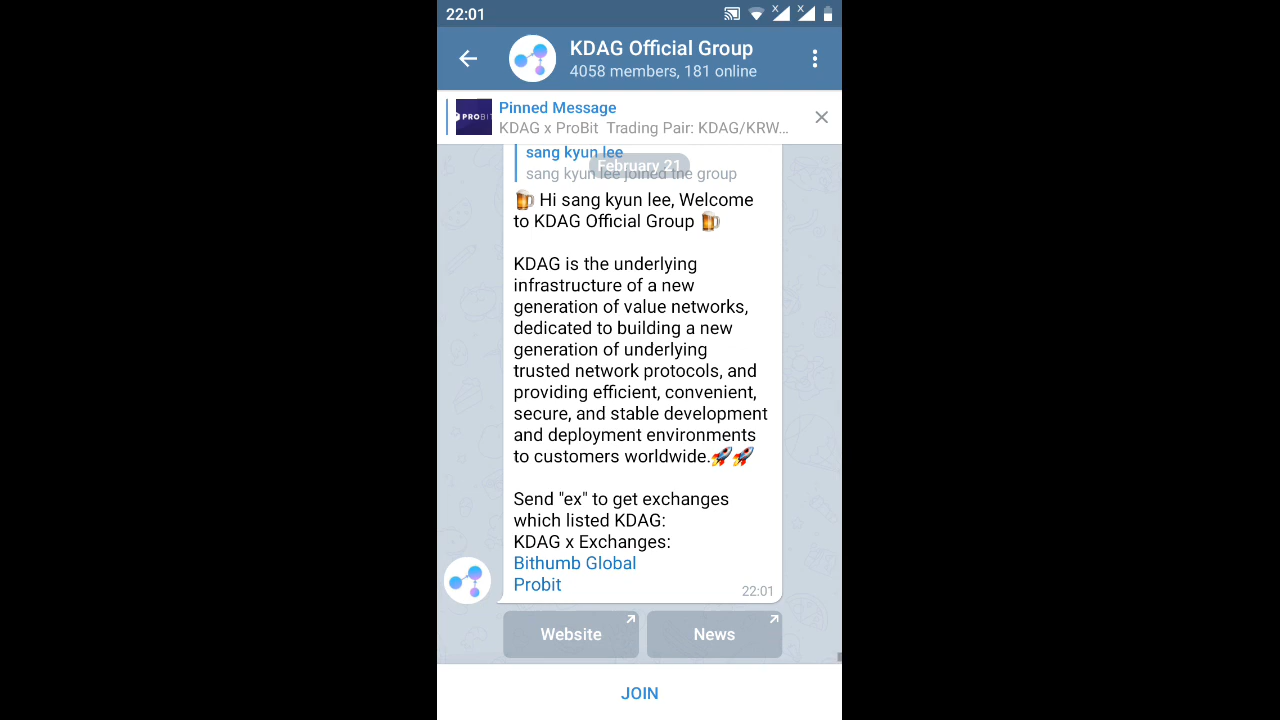 22:01
KDAG Official Group
4058 members, 181 online
Pinned Message
PROBIT
KDAG x ProBit Trading Pair: KDAG/KRW...
sang kyun lee
February 21
sang kyun lee joined the group
🍺 Hi sang kyun lee, Welcome
to KDAG Official Group 🍺
KDAG is the underlying
infrastructure of a new
generation of value networks,
dedicated to building a new
generation of underlying
trusted network protocols, and
providing efficient, convenient,
secure, and stable development
and deployment environments
to customers worldwide.🚀🚀
Send "ex" to get exchanges
which listed KDAG:
KDAG x Exchanges:
Bithumb Global
Probit
22:01
Website
News
JOIN